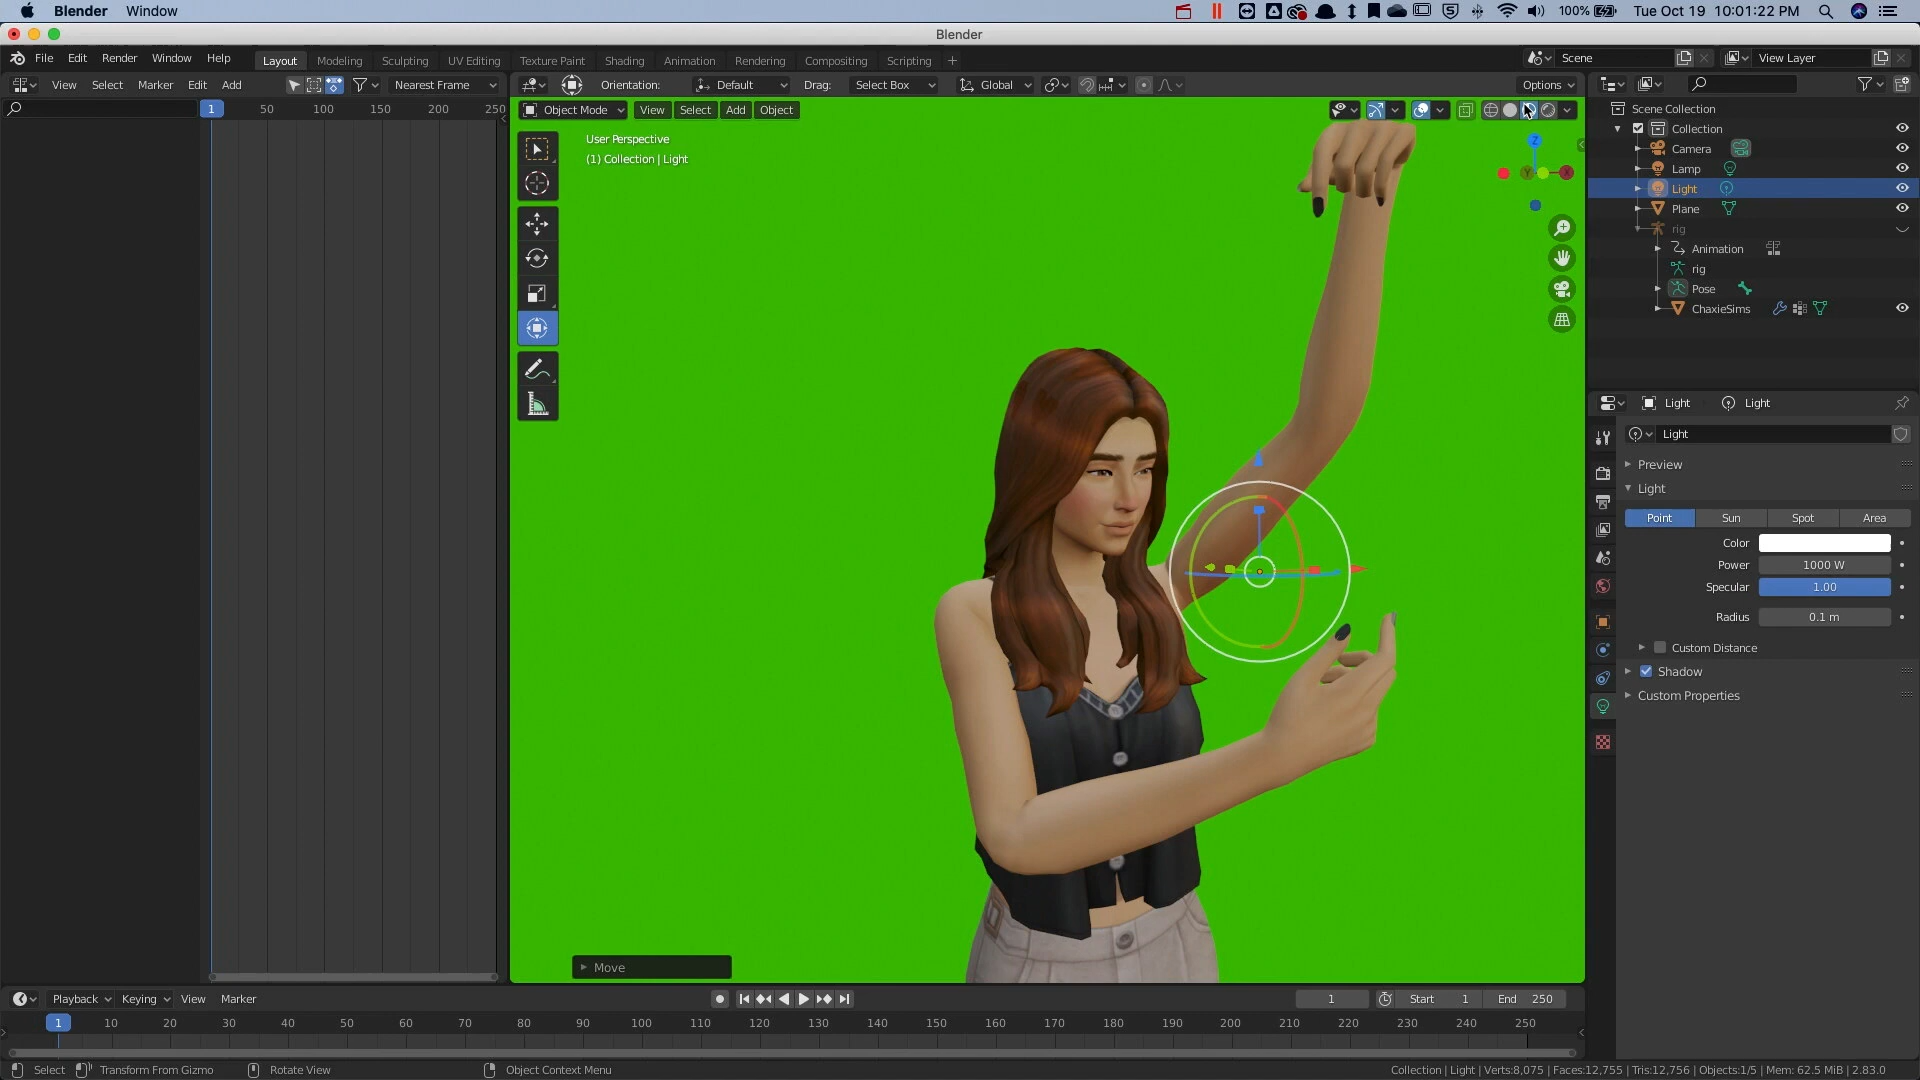 Blender Window 100% Tue Oct 19 10:01:22 PM
Blender
File Edit Render Window Help Layout Modeling Sculpting UV Editing Texture Paint Shading Animation Rendering Compositing Scripting + Scene View Layer
View Select Marker Edit Add Nearest Frame Orientation: Default Drag: Select Box Global Options
1 50 100 150 200 250
Object Mode View Select Add Object
User Perspective
(1) Collection | Light
Z
Y
X
Scene Collection
Collection
Camera
Lamp
Light
Plane
rig
Animation
rig
Pose
ChaxieSims
Light Light
Light
Preview
Light
Point Sun Spot Area
Color
Power 1000 W
Specular 1.00
Radius 0.1 m
Custom Distance
Shadow
Custom Properties
Move
Playback Keying View Marker 1 Start 1 End 250
1 10 20 30 40 50 60 70 80 90 100 110 120 130 140 150 160 170 180 190 200 210 220 230 240 250
Select Transform From Gizmo Rotate View Object Context Menu Collection | Light | Verts:8,075 | Faces:12,755 | Tris:12,756 | Objects:1/5 | Mem: 62.5 MiB | 2.83.0